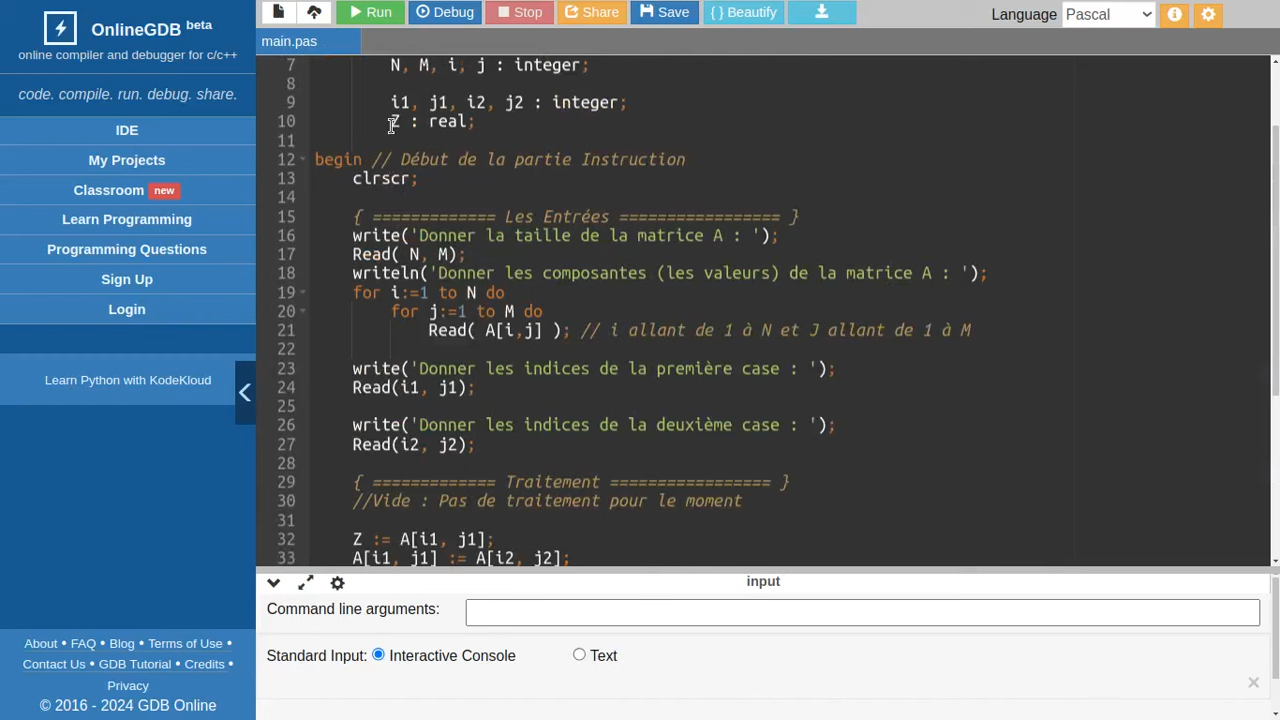 OnlineGDB beta
online compiler and debugger for c/c++
code. compile. run. debug. share.
IDE
My Projects
Classroom new
Learn Programming
Programming Questions
Sign Up
Login
Learn Python with KodeKloud
About • FAQ • Blog • Terms of Use •
Contact Us • GDB Tutorial • Credits •
Privacy
© 2016 - 2024 GDB Online
Run Debug Stop Share Save { } Beautify Language Pascal
main.pas
7 N, M, i, j : integer;
8
9 i1, j1, i2, j2 : integer;
10 Z : real;
11
12 begin // Début de la partie Instruction
13 clrscr;
14
15 { ============= Les Entrées ================= }
16 write('Donner la taille de la matrice A : ');
17 Read( N, M);
18 writeln('Donner les composantes (les valeurs) de la matrice A : ');
19 for i:=1 to N do
20 for j:=1 to M do
21 Read( A[i,j] ); // i allant de 1 à N et J allant de 1 à M
22
23 write('Donner les indices de la première case : ');
24 Read(i1, j1);
25
26 write('Donner les indices de la deuxième case : ');
27 Read(i2, j2);
28
29 { ============= Traitement ================= }
30 //Vide : Pas de traitement pour le moment
31
32 Z := A[i1, j1];
33 A[i1, j1] := A[i2, j2];
input
Command line arguments:
Standard Input: Interactive Console Text